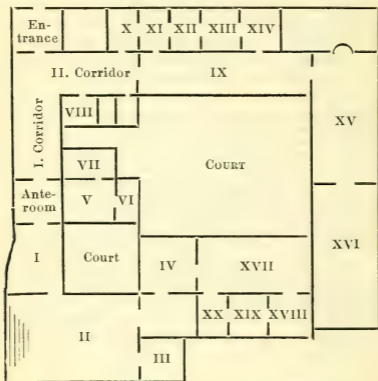 En-
trance
X XI XII XIII XIV
II. Corridor IX
I. Corridor
VIII
XV
VII
COURT
Ante-
room
V VI
XVI
I Court IV XVII
XX XIX XVIII
II
III